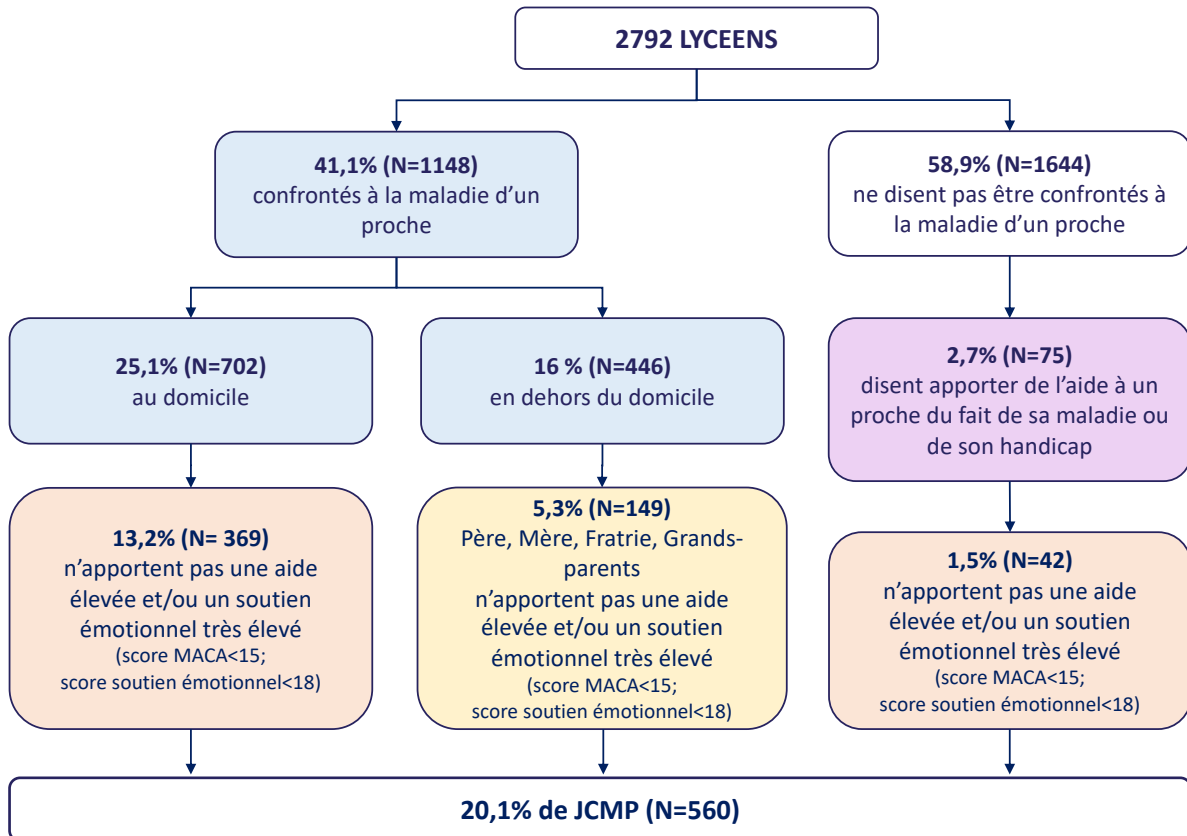 2792 LYCEENS
41,1% (N=1148)
confrontés à la maladie d'un
proche
58,9% (N=1644)
ne disent pas être confrontés à
la maladie d'un proche
25,1% (N=702)
au domicile
16 % (N=446)
en dehors du domicile
2,7% (N=75)
disent apporter de l'aide à un
proche du fait de sa maladie ou
de son handicap
13,2% (N= 369)
n'apportent pas une aide
élevée et/ou un soutien
émotionnel très élevé
(score MACA<15;
score soutien émotionnel<18)
5,3% (N=149)
Père, Mère, Fratrie, Grands-
parents
n'apportent pas une aide
élevée et/ou un soutien
émotionnel très élevé
(score MACA<15;
score soutien émotionnel<18)
1,5% (N=42)
n'apportent pas une aide
élevée et/ou un soutien
émotionnel très élevé
(score MACA<15;
score soutien émotionnel<18)
20,1% de JCMP (N=560)